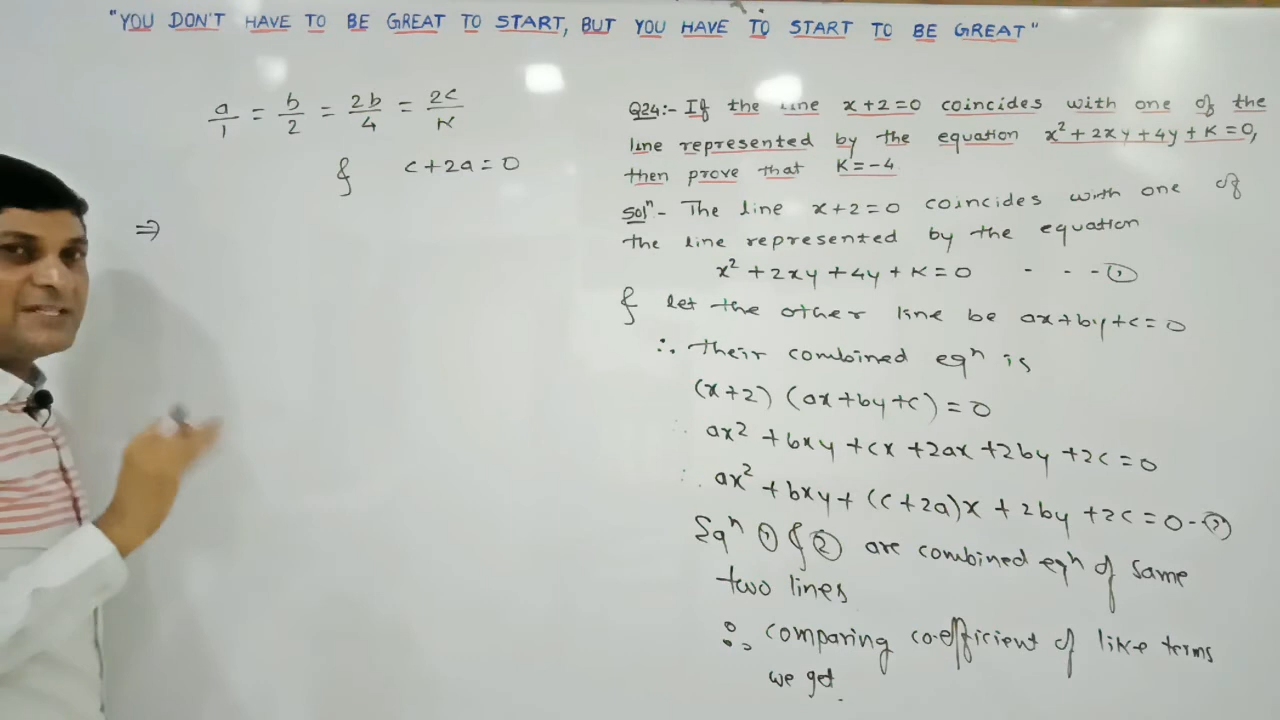 "YOU DON'T HAVE TO BE GREAT TO START, BUT YOU HAVE TO START TO BE GREAT"
a/1 = b/2 = 2b/4 = 2c/K
& c+2a=0
⇒
Q24:- If the line x+2=0 coincides with one of the
line represented by the equation x²+2xy+4y+K=0,
then prove that K=-4
Solⁿ- The line x+2=0 coincides with one of
the line represented by the equation
x²+2xy+4y+K=0 - - - ①
& let the other line be ax+by+c=0
∴ Their combined eqⁿ is
(x+2) (ax+by+c)=0
∴ ax²+bxy+cx+2ax+2by+2c=0
∴ ax²+bxy+(c+2a)x+2by+2c=0-②
Eqⁿ ① & ② are combined eqⁿ of same
two lines
∴ comparing co-efficient of like terms
we get